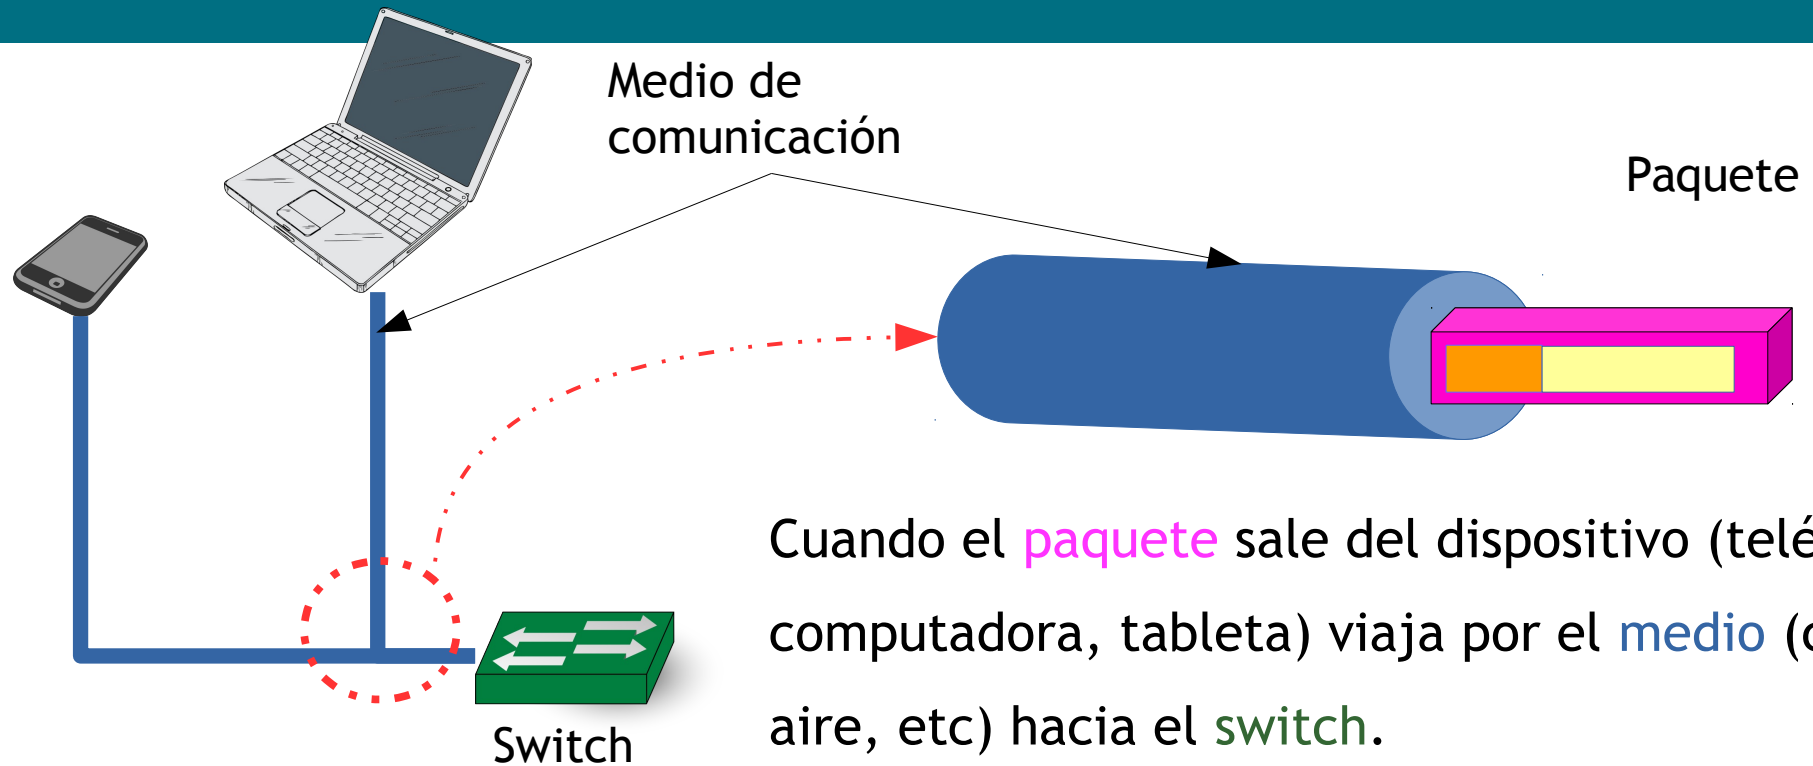 Medio de
comunicación
Paquete
Cuando el paquete sale del dispositivo
computadora, tableta) viaja por el medio
aire, etc) hacia el switch.
Switch